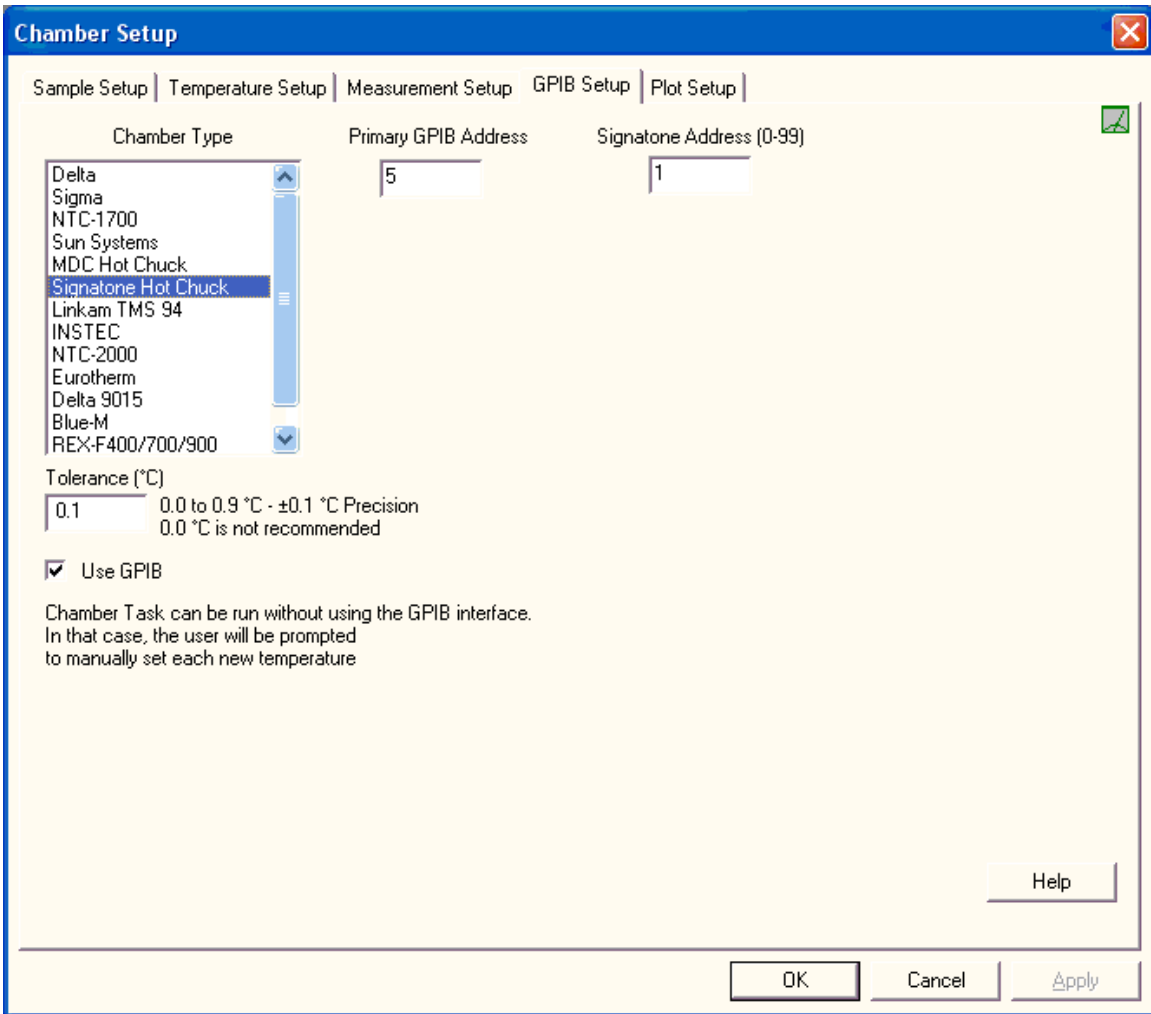 Chamber Setup
Sample Setup Temperature Setup Measurement Setup GPIB Setup Plot Setup
Chamber Type Primary GPIB Address Signatone Address (0-99)
5 1
Delta
Sigma
NTC-1700
Sun Systems
MDC Hot Chuck
Signatone Hot Chuck
Linkam TMS 94
INSTEC
NTC-2000
Eurotherm
Delta 9015
Blue-M
REX-F400/700/900
Tolerance (°C)
0.1 0.0 to 0.9 °C - ±0.1 °C Precision
0.0 °C is not recommended
Use GPIB
Chamber Task can be run without using the GPIB interface.
In that case, the user will be prompted
to manually set each new temperature
Help
OK Cancel Apply